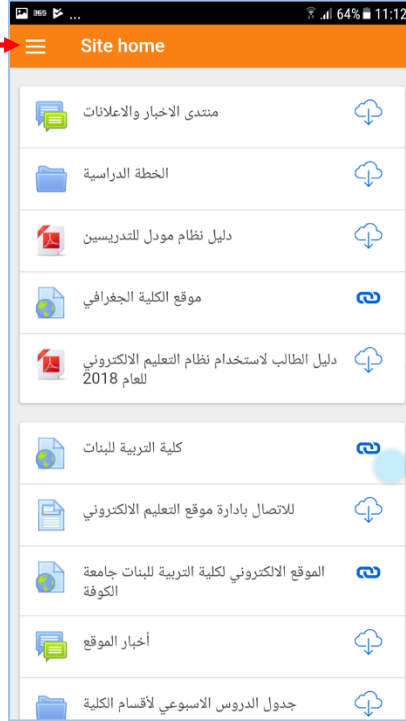 365 ... 64% 11:12
Site home
منتدى الاخبار والاعلانات
الخطة الدراسية
دليل نظام مودل للتدريسين
موقع الكلية الجغرافي
دليل الطالب لاستخدام نظام التعليم الالكتروني
للعام 2018
كلية التربية للبنات
للاتصال بادارة موقع التعليم الالكتروني
الموقع الالكتروني لكلية التربية للبنات جامعة
الكوفة
أخبار الموقع
جدول الدروس الاسبوعي لأقسام الكلية